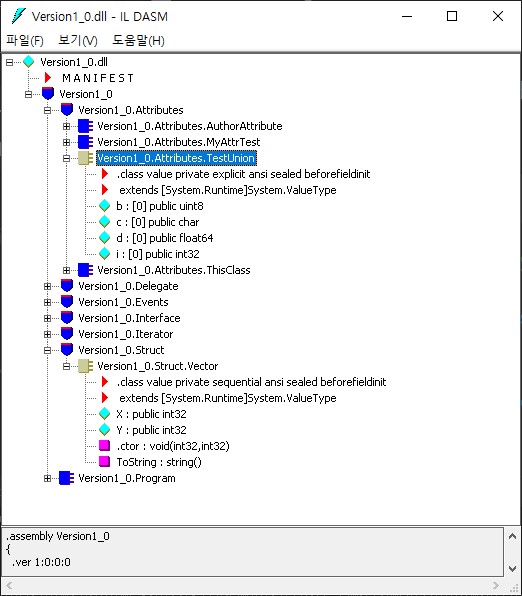 Version1_0.dll - IL DASM
파일(F) 보기(V) 도움말(H)
Version1_0.dll
M A N I F E S T
Version1_0
Version1_0.Attributes
Version1_0.Attributes.AuthorAttribute
Version1_0.Attributes.MyAttrTest
Version1_0.Attributes.TestUnion
.class value private explicit ansi sealed beforefieldinit
extends [System.Runtime]System.ValueType
b : [0] public uint8
c : [0] public char
d : [0] public float64
i : [0] public int32
Version1_0.Attributes.ThisClass
Version1_0.Delegate
Version1_0.Events
Version1_0.Interface
Version1_0.Iterator
Version1_0.Struct
Version1_0.Struct.Vector
.class value private sequential ansi sealed beforefieldinit
extends [System.Runtime]System.ValueType
X : public int32
Y : public int32
.ctor : void(int32,int32)
ToString : string()
Version1_0.Program
.assembly Version1_0
{
.ver 1:0:0:0